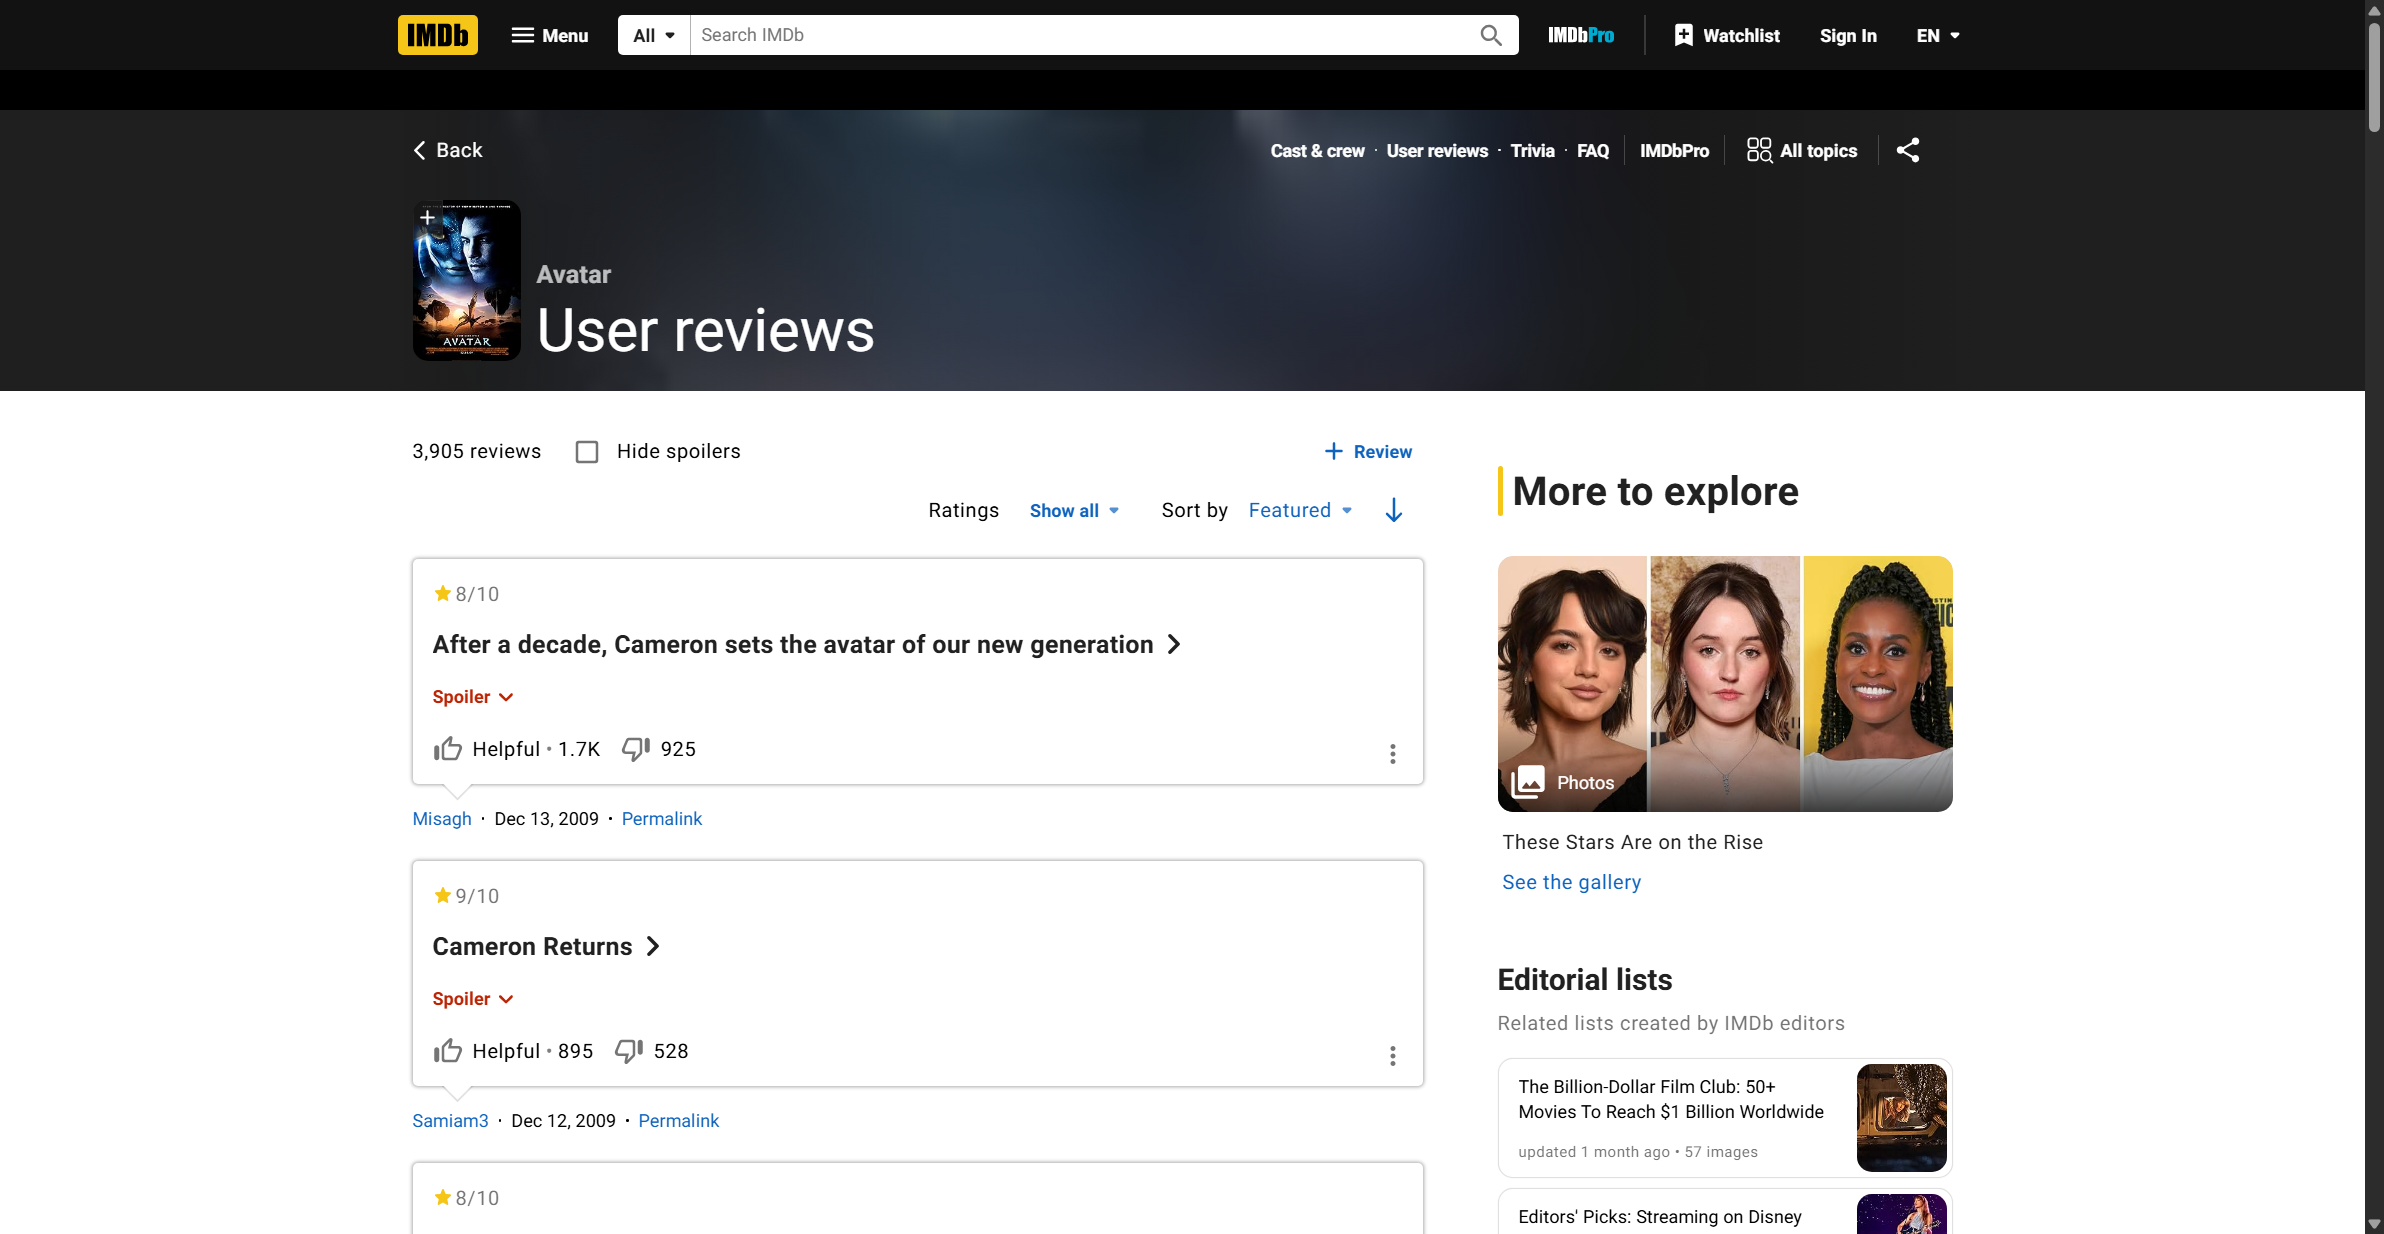 IMDb
Menu
All
Search IMDb
IMDbPro
Watchlist
Sign In
EN
Back
Cast & crew · User reviews · Trivia · FAQ
IMDbPro
All topics
AVATAR
Avatar
User reviews
3,905 reviews
Hide spoilers
+ Review
Ratings
Show all
Sort by
Featured
8/10
After a decade, Cameron sets the avatar of our new generation
Spoiler
Helpful • 1.7K
925
Misagh · Dec 13, 2009 · Permalink
9/10
Cameron Returns
Spoiler
Helpful • 895
528
Samiam3 · Dec 12, 2009 · Permalink
8/10
More to explore
Photos
These Stars Are on the Rise
See the gallery
Editorial lists
Related lists created by IMDb editors
The Billion-Dollar Film Club: 50+
Movies To Reach $1 Billion Worldwide
updated 1 month ago • 57 images
Editors' Picks: Streaming on Disney